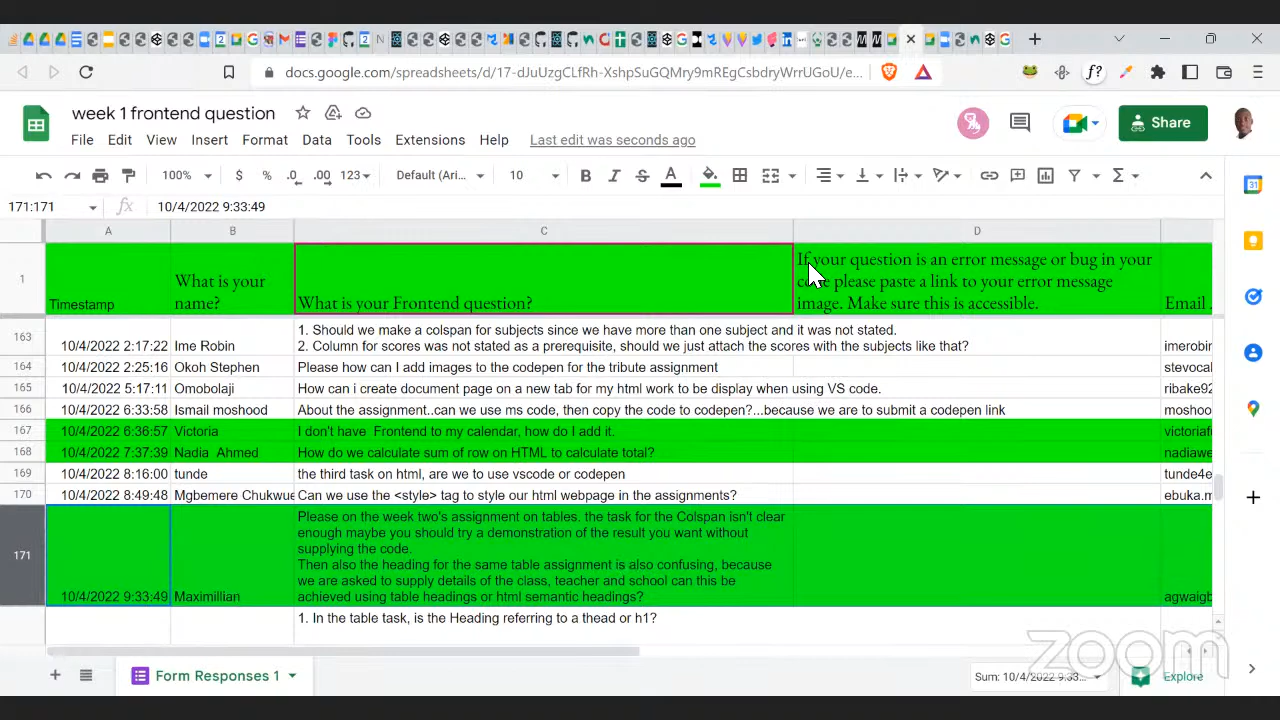 docs.google.com/spreadsheets/d/17-dJuUzgCLfRh-XshpSuGQMry9mREgCsbdryWrrUGoU/e...
week 1 frontend question
Share
File Edit View Insert Format Data Tools Extensions Help Last edit was seconds ago
100% $ % .0 .00 123 Default (Ari... 10 B I S A
171:171 fx 10/4/2022 9:33:49
A B C D
1 Timestamp
What is your
name?
What is your Frontend question?
If your question is an error message or bug in your
please paste a link to your error message
image. Make sure this is accessible.
Email
163 10/4/2022 2:17:22 Ime Robin
1. Should we make a colspan for subjects since we have more than one subject and it was not stated.
2. Column for scores was not stated as a prerequisite, should we just attach the scores with the subjects like that?
imerobir
164 10/4/2022 2:25:16 Okoh Stephen Please how can I add images to the codepen for the tribute assignment stevocal
165 10/4/2022 5:17:11 Omobolaji How can i create document page on a new tab for my html work to be display when using VS code. ribake92
166 10/4/2022 6:33:58 Ismail moshood About the assignment..can we use ms code, then copy the code to codepen?...because we are to submit a codepen link moshoo
167 10/4/2022 6:36:57 Victoria I don't have Frontend to my calendar, how do I add it. victoriaf
168 10/4/2022 7:37:39 Nadia Ahmed How do we calculate sum of row on HTML to calculate total? nadiawe
169 10/4/2022 8:16:00 tunde the third task on html, are we to use vscode or codepen tunde4e
170 10/4/2022 8:49:48 Mgbemere Chukwue Can we use the <style> tag to style our html webpage in the assignments? ebuka.m
171 10/4/2022 9:33:49 Maximillian
Please on the week two's assignment on tables. the task for the Colspan isn't clear
enough maybe you should try a demonstration of the result you want without
supplying the code.
Then also the heading for the same table assignment is also confusing, because
we are asked to supply details of the class, teacher and school can this be
achieved using table headings or html semantic headings?
agwaigb
1. In the table task, is the Heading referring to a thead or h1?
zoom
Form Responses 1
Sum: 10/4/2022 9:33...
Explore